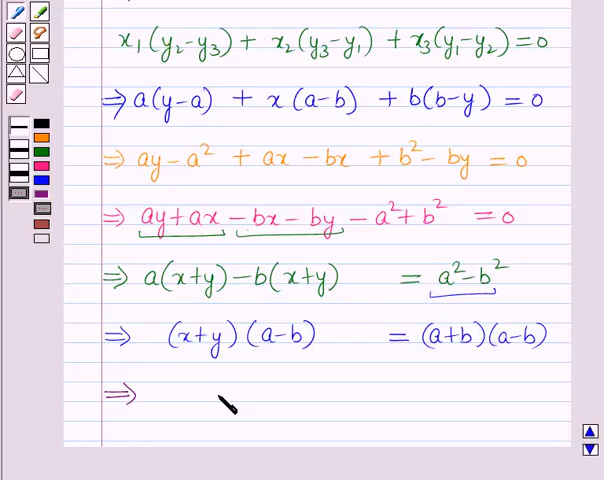 x₁(y₂-y₃) + x₂(y₃-y₁) + x₃(y₁-y₂) = 0
⇒ a(y-a) + x(a-b) + b(b-y) = 0
⇒ ay - a² + ax - bx + b² - by = 0
⇒ ay + ax - bx - by - a² + b² = 0
⇒ a(x+y) - b(x+y) = a² - b²
⇒ (x+y)(a-b) = (a+b)(a-b)
⇒